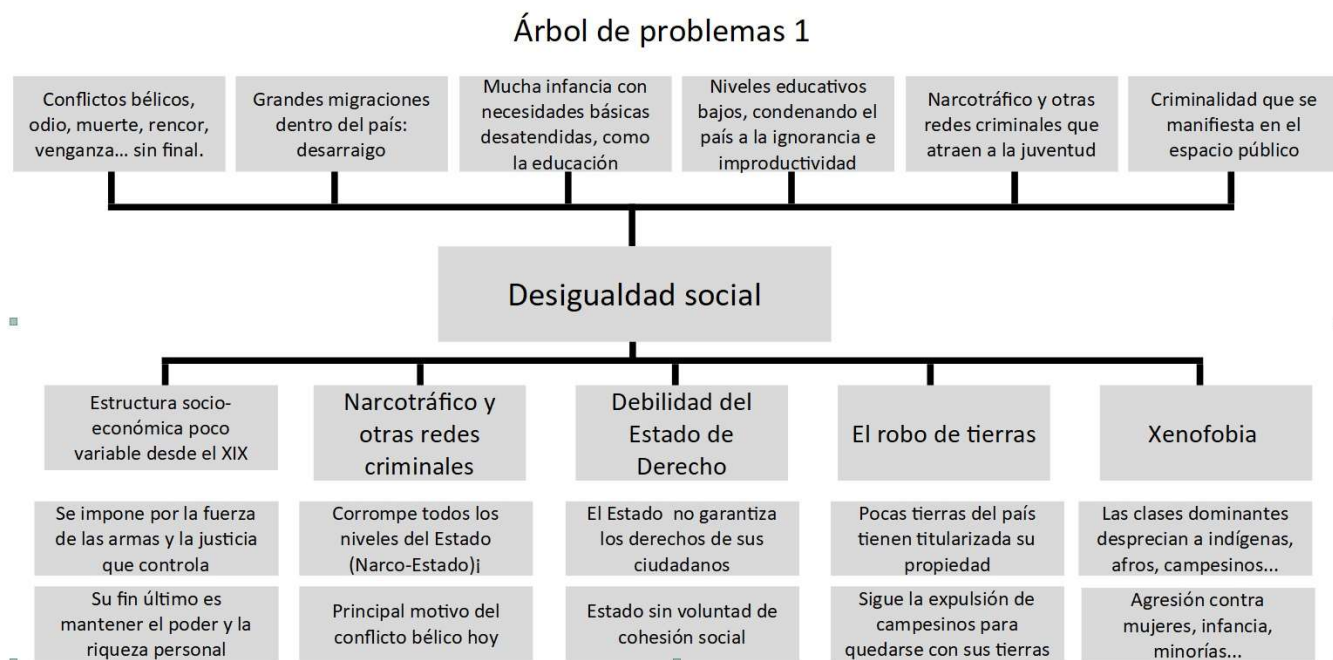 Árbol de problemas 1
Conflictos bélicos,
odio, muerte, rencor,
venganza... sin final.
Grandes migraciones
dentro del país:
desarraigo
Mucha infancia con
necesidades básicas
desatendidas, como
la educación
Niveles educativos
bajos, condenando el
país a la ignorancia e
improductividad
Narcotráfico y otras
redes criminales que
atraen a la juventud
Criminalidad que se
manifiesta en el
espacio público
Desigualdad social
Estructura socio-
económica poco
variable desde el XIX
Narcotráfico y
otras redes
criminales
Debilidad del
Estado de
Derecho
El robo de tierras
Xenofobia
Se impone por la fuerza
de las armas y la justicia
que controla
Corrompe todos los
niveles del Estado
(Narco-Estado)¡
El Estado no garantiza
los derechos de sus
ciudadanos
Pocas tierras del país
tienen titularizada su
propiedad
Las clases dominantes
desprecian a indígenas,
afros, campesinos...
Su fin último es
mantener el poder y la
riqueza personal
Principal motivo del
conflicto bélico hoy
Estado sin voluntad de
cohesión social
Sigue la expulsión de
campesinos para
quedarse con sus tierras
Agresión contra
mujeres, infancia,
minorías...